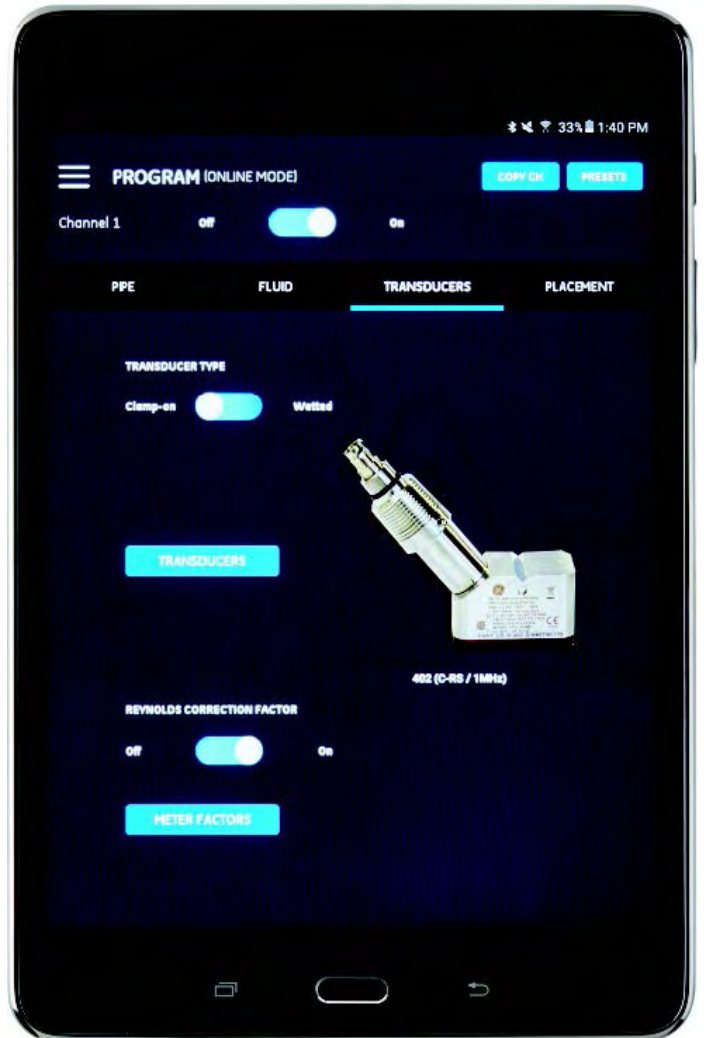 33% 1:40 PM
PROGRAM (ONLINE MODE)
COPY CH
PRESETS
Channel 1
Off
On
PIPE
FLUID
TRANSDUCERS
PLACEMENT
TRANSDUCER TYPE
Clamp-on
Wetted
TRANSDUCERS
CE
402 (C-RS / 1MHz)
REYNOLDS CORRECTION FACTOR
Off
On
METER FACTORS